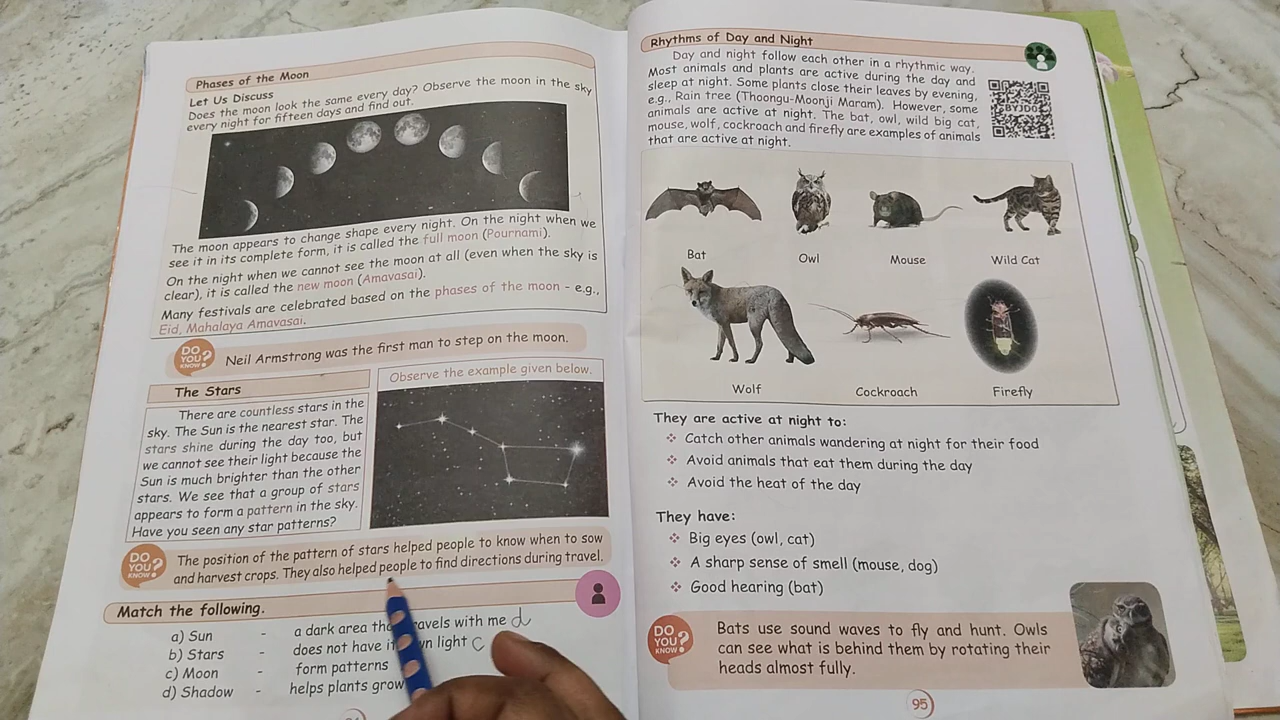 Phases of the Moon
Let Us Discuss
Does the moon look the same every day? Observe the moon in the sky
every night for fifteen days and find out.
The moon appears to change shape every night. On the night when we
see it in its complete form, it is called the full moon (Pournami).
On the night when we cannot see the moon at all (even when the sky is
clear), it is called the new moon (Amavasai).
Many festivals are celebrated based on the phases of the moon - e.g.,
Eid, Mahalaya Amavasai.
DO YOU KNOW?
Neil Armstrong was the first man to step on the moon.
The Stars
There are countless stars in the
sky. The Sun is the nearest star. The
stars shine during the day too, but
we cannot see their light because the
Sun is much brighter than the other
stars. We see that a group of stars
appears to form a pattern in the sky.
Have you seen any star patterns?
Observe the example given below.
DO YOU KNOW?
The position of the pattern of stars helped people to know when to sow
and harvest crops. They also helped people to find directions during travel.
Match the following.
a) Sun - a dark area that travels with me d
b) Stars - does not have its own light c
c) Moon - form patterns
d) Shadow - helps plants grow
Rhythms of Day and Night
Day and night follow each other in a rhythmic way.
Most animals and plants are active during the day and
sleep at night. Some plants close their leaves by evening,
e.g., Rain tree (Thoongu-Moonji Maram). However, some
animals are active at night. The bat, owl, wild big cat,
mouse, wolf, cockroach and firefly are examples of animals
that are active at night.
Bat Owl Mouse Wild Cat
Wolf Cockroach Firefly
They are active at night to:
❖ Catch other animals wandering at night for their food
❖ Avoid animals that eat them during the day
❖ Avoid the heat of the day
They have:
❖ Big eyes (owl, cat)
❖ A sharp sense of smell (mouse, dog)
❖ Good hearing (bat)
DO YOU KNOW?
Bats use sound waves to fly and hunt. Owls
can see what is behind them by rotating their
heads almost fully.
95